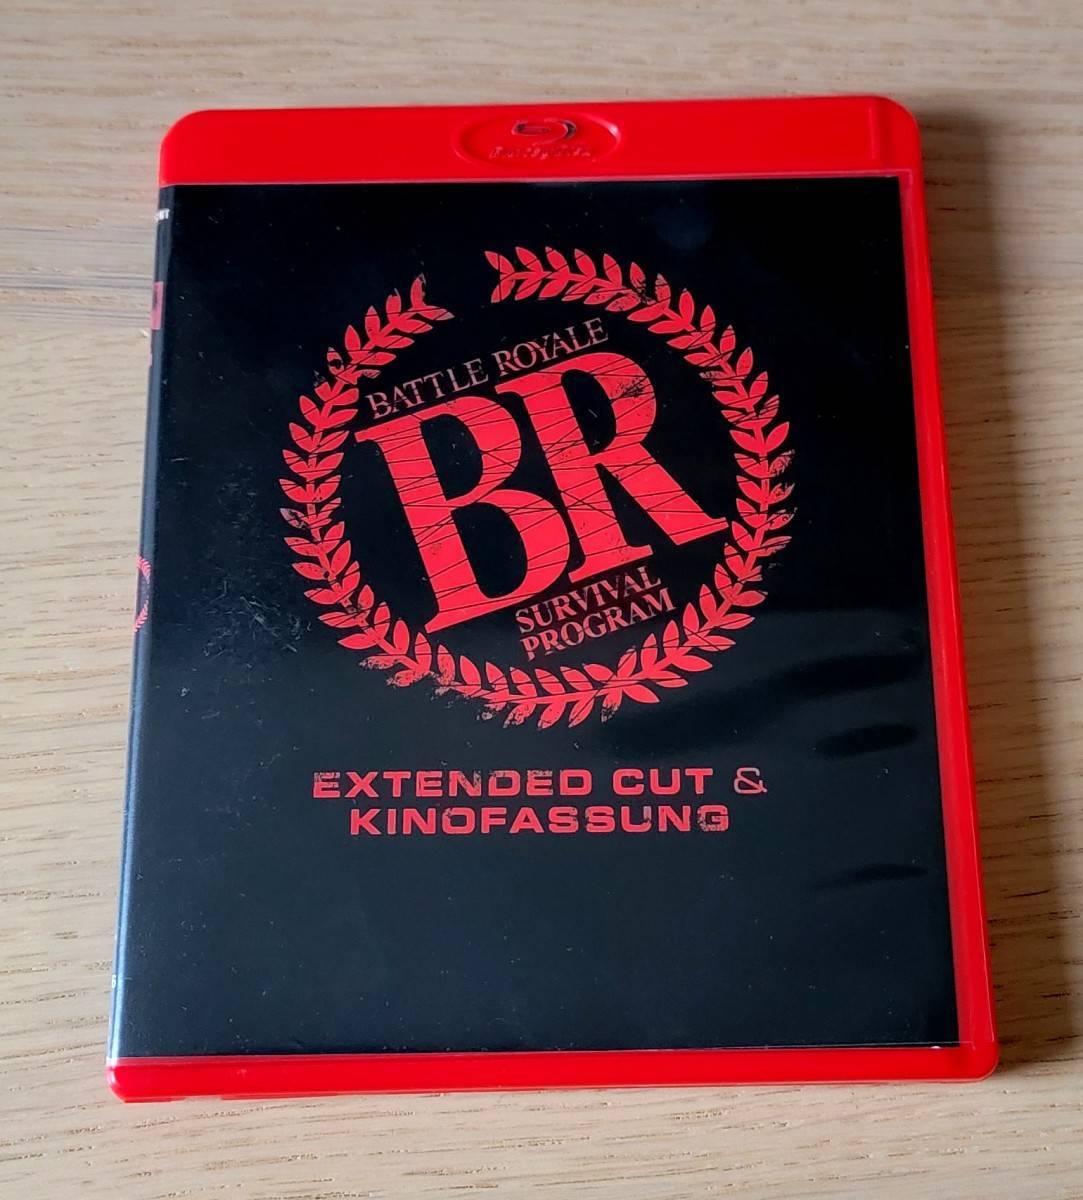 BATTLE ROYALE
BR
SURVIVAL
PROGRAM
EXTENDED CUT &
KINOFASSUNG